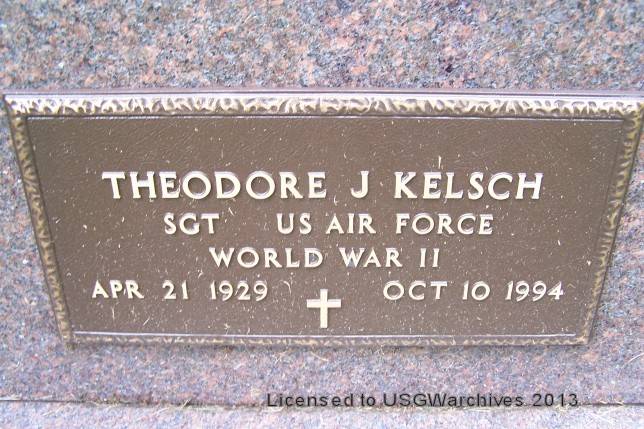 THEODORE J KELSCH
SGT US AIR FORCE
WORLD WAR II
APR 21 1929 OCT 10 1994
Licensed to USGWarchives 2013